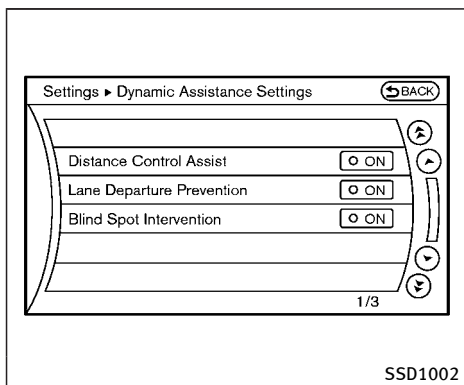 Settings ▸ Dynamic Assistance Settings BACK
Distance Control Assist ON
Lane Departure Prevention ON
Blind Spot Intervention ON
1/3
SSD1002